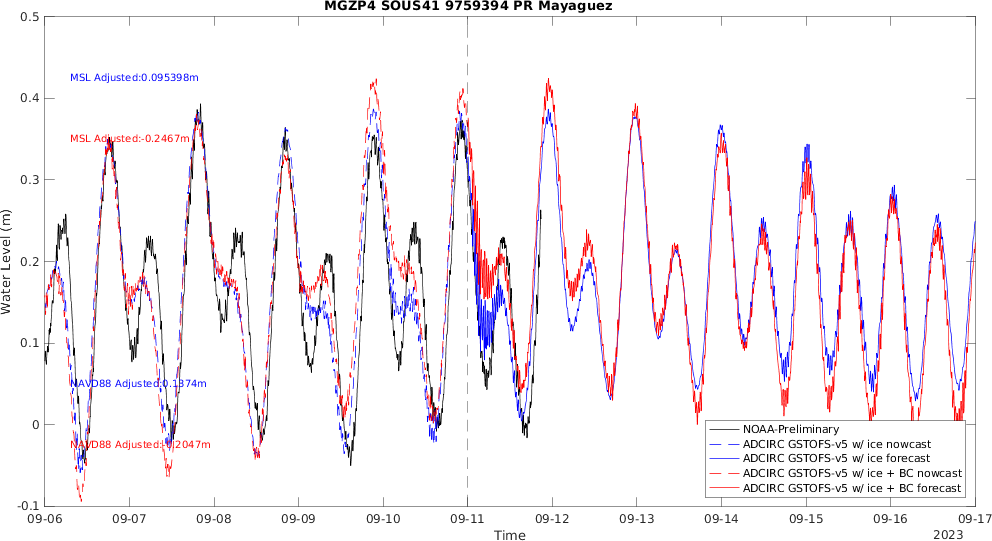 MGZP4 SOUS41 9759394 PR Mayaguez
0.5
MSL Adjusted:0.095398m
0.4
MSL Adjusted:-0.2467m
0.3
Water Level (m)
0.2
0.1
NAVD88 Adjusted:0.1374m
0
NAVD88 Adjusted:-0.2047m
NOAA-Preliminary
ADCIRC GSTOFS-v5 w/ ice nowcast
ADCIRC GSTOFS-v5 w/ ice forecast
ADCIRC GSTOFS-v5 w/ ice + BC nowcast
ADCIRC GSTOFS-v5 w/ ice + BC forecast
-0.1
09-06 09-07 09-08 09-09 09-10 09-11 09-12 09-13 09-14 09-15 09-16 09-17
Time
2023